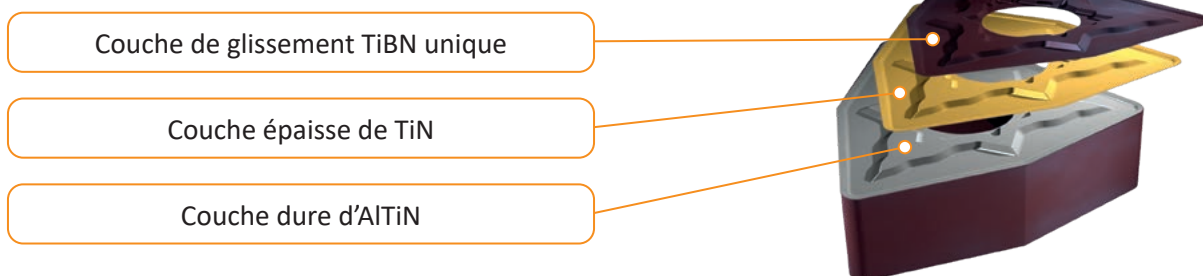 Couche de glissement TiBN unique
Couche épaisse de TiN
Couche dure d’AlTiN